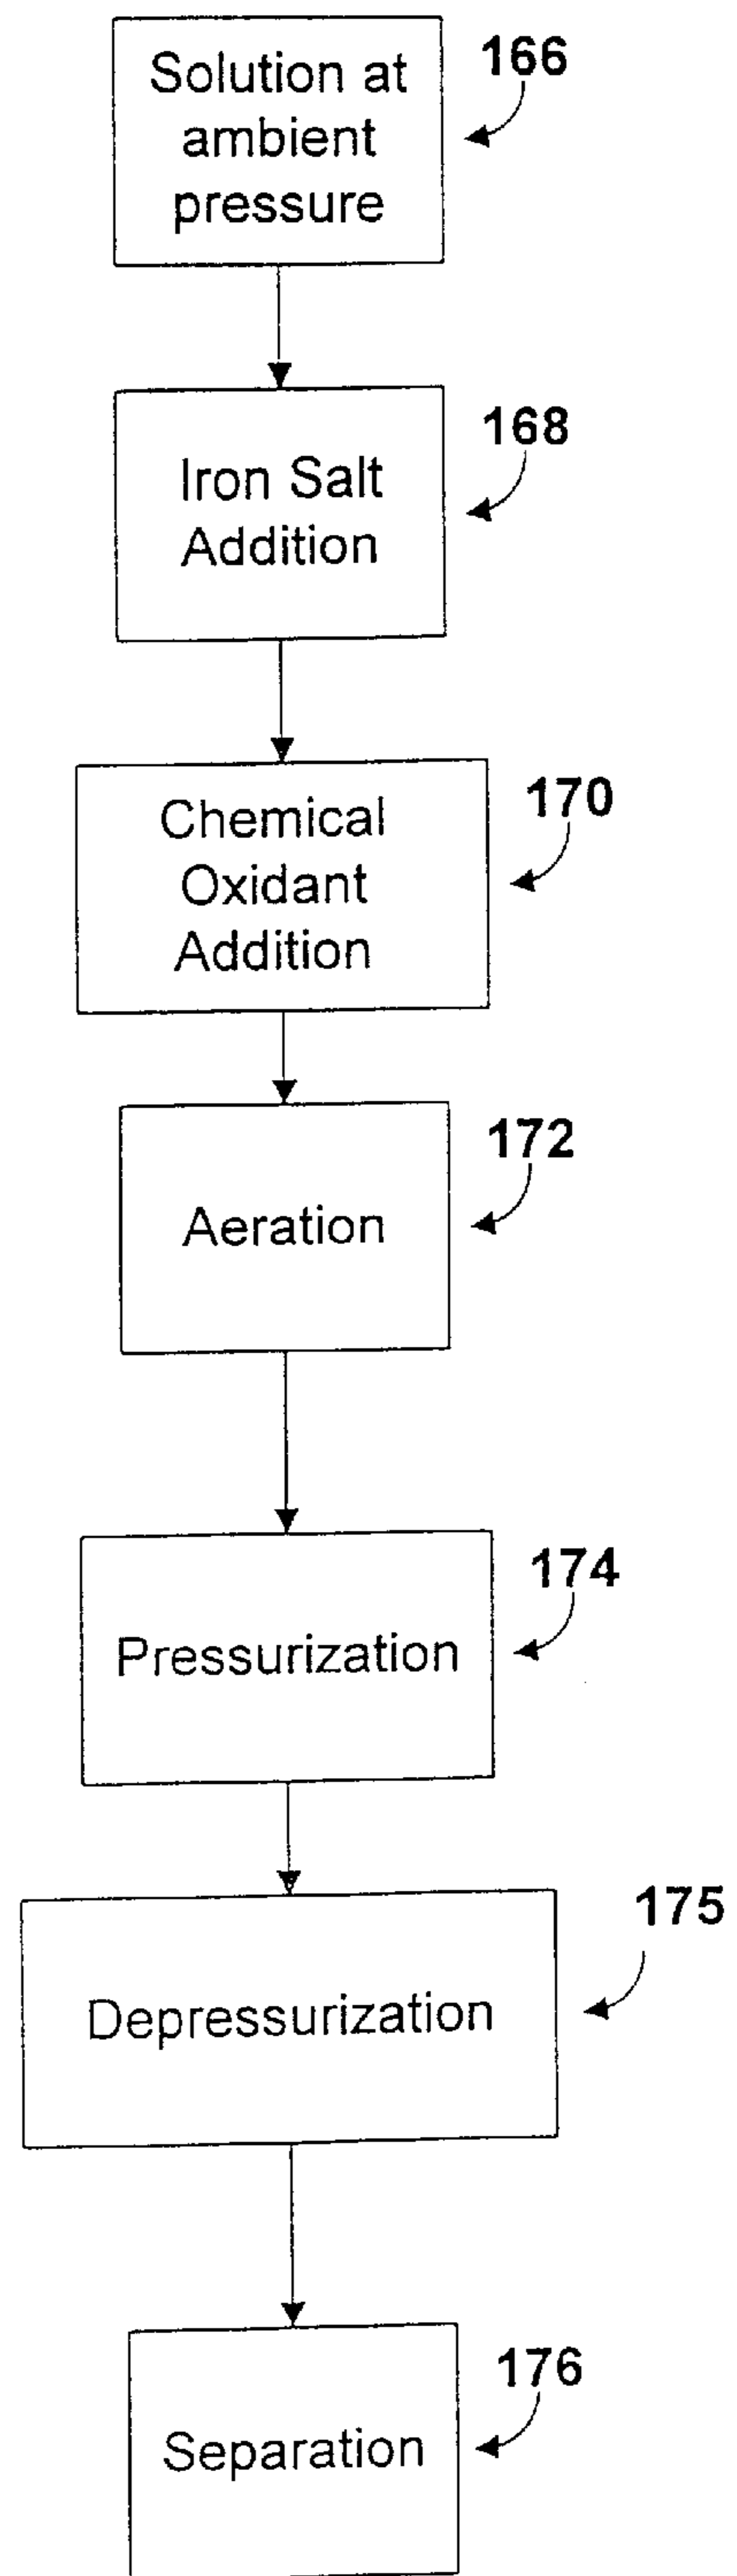 Solution at
ambient
pressure
166
Iron Salt
Addition
168
Chemical
Oxidant
Addition
170
Aeration
172
Pressurization
174
Depressurization
175
Separation
176